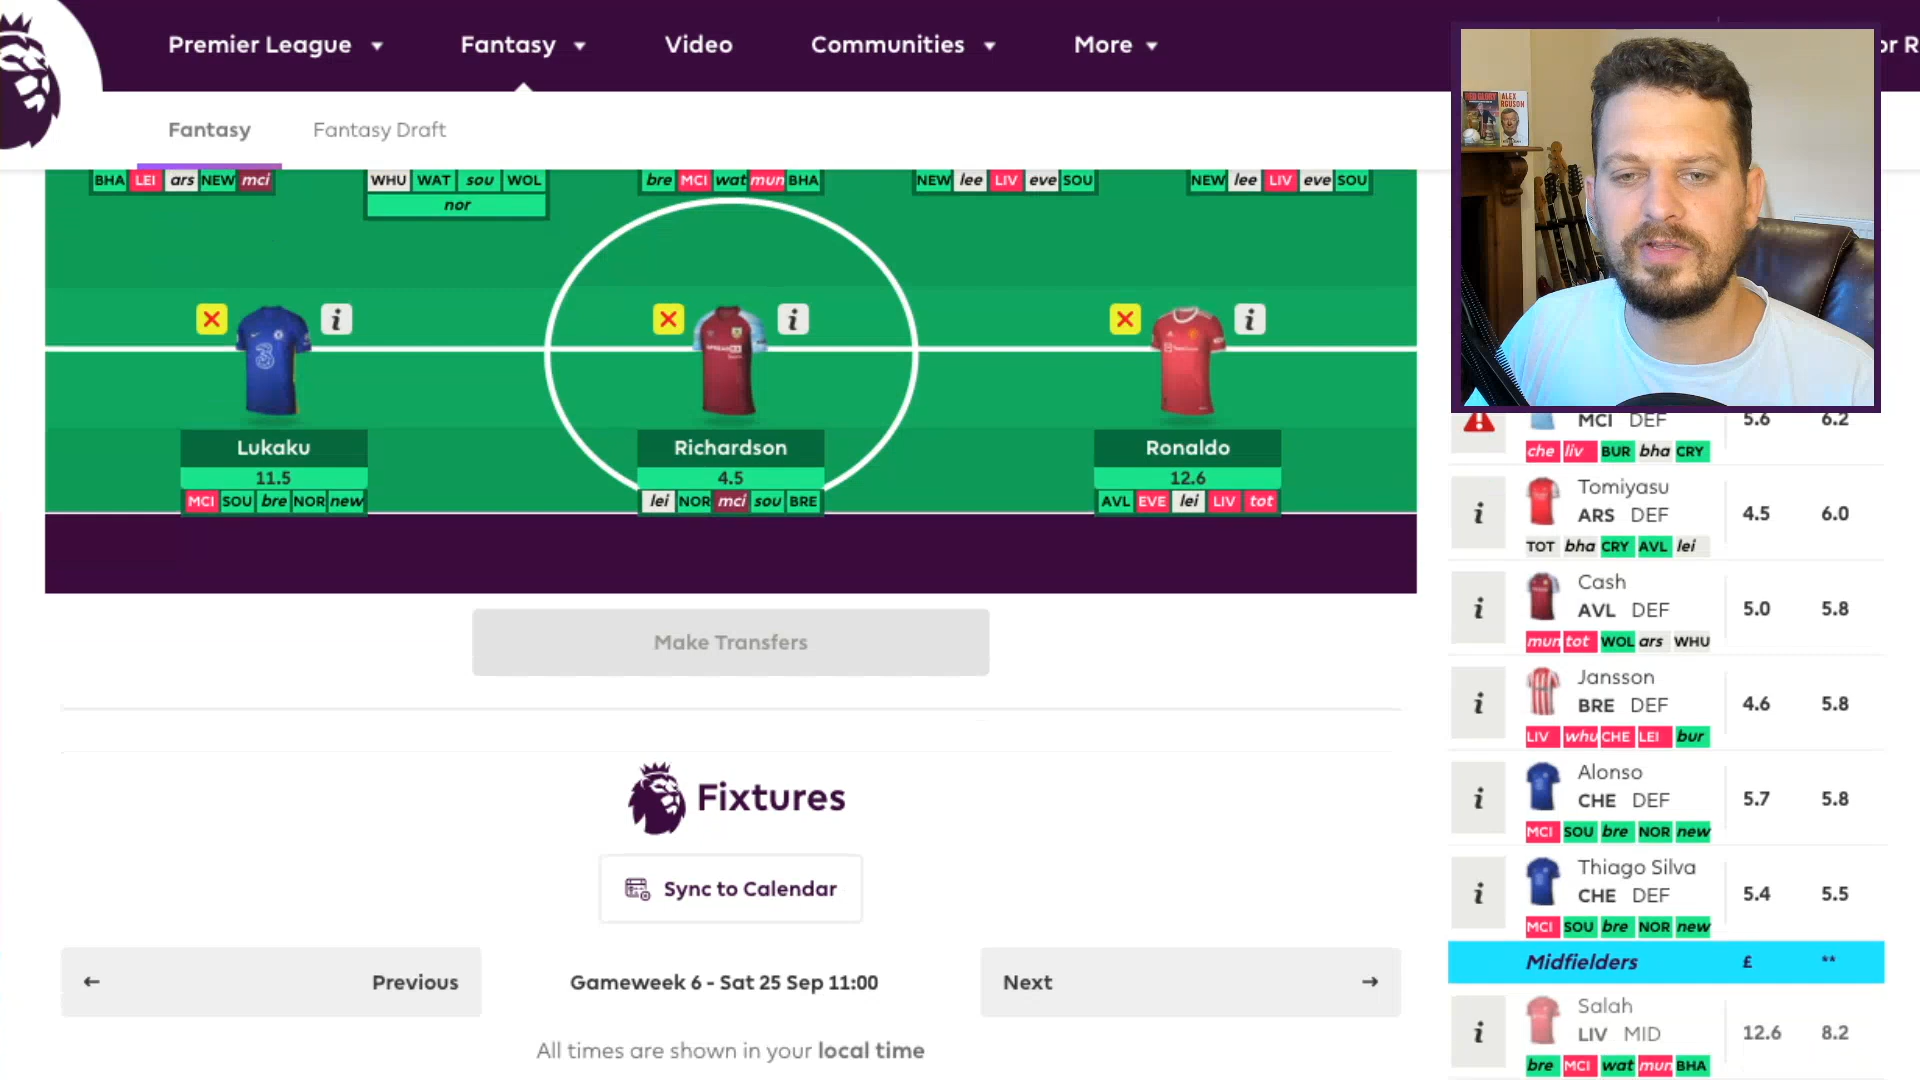 Premier League Fantasy Video Communities More or R
Fantasy Fantasy Draft
BHA LEI ars NEW mci WHU WAT sou WOL bre MCI wat mun BHA NEW lee LIV eve SOU NEW lee LIV eve SOU
nor
RED GLORY ALEX
Lukaku Richardson Ronaldo
11.5 4.5 12.6
MCI SOU bre NOR new lei NOR mci sou BRE AVL EVE lei LIV tot
Make Transfers
Fixtures
Sync to Calendar
← Previous Gameweek 6 - Sat 25 Sep 11:00 Next →
All times are shown in your local time
MCI DEF 5.6 6.2
che liv BUR bha CRY
Tomiyasu
ARS DEF 4.5 6.0
TOT bha CRY AVL lei
Cash
AVL DEF 5.0 5.8
mun tot WOL ars WHU
Jansson
BRE DEF 4.6 5.8
LIV whu CHE LEI bur
Alonso
CHE DEF 5.7 5.8
MCI SOU bre NOR new
Thiago Silva
CHE DEF 5.4 5.5
MCI SOU bre NOR new
Midfielders £ **
Salah
LIV MID 12.6 8.2
bre MCI wat mun BHA